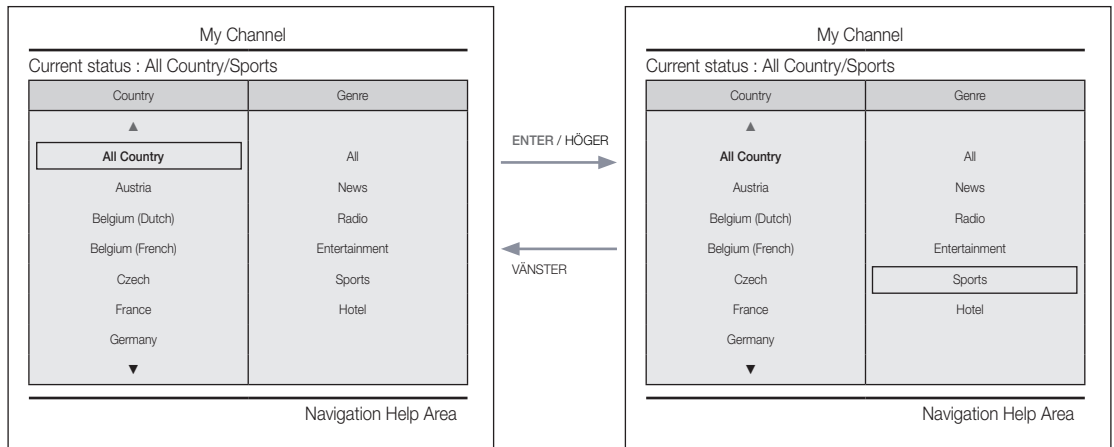 My Channel
Current status : All Country/Sports
Country Genre
▲
All Country All
Austria News
Belgium (Dutch) Radio
Belgium (French) Entertainment
Czech Sports
France Hotel
Germany
▼
Navigation Help Area
ENTER / HÖGER
VÄNSTER
My Channel
Current status : All Country/Sports
Country Genre
▲
All Country All
Austria News
Belgium (Dutch) Radio
Belgium (French) Entertainment
Czech Sports
France Hotel
Germany
▼
Navigation Help Area